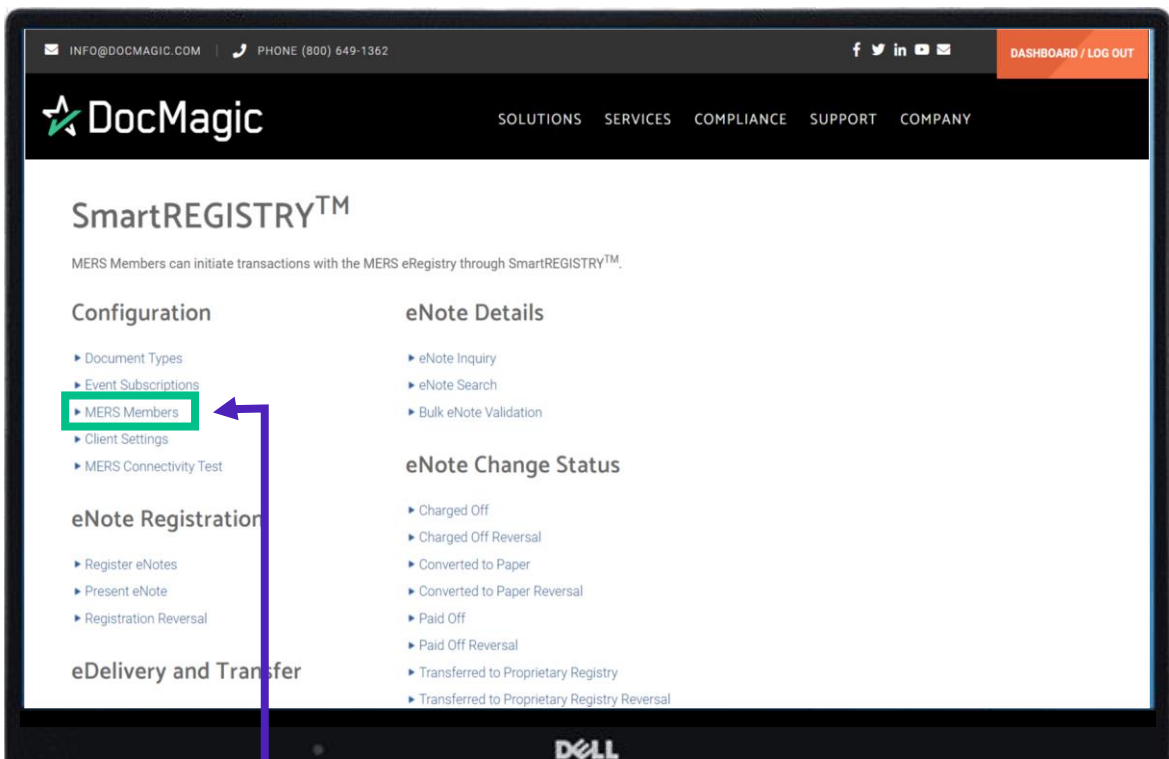 INFO@DOCMAGIC.COM | PHONE (800) 649-1362
DASHBOARD / LOG OUT
DocMagic
SOLUTIONS SERVICES COMPLIANCE SUPPORT COMPANY
SmartREGISTRY™
MERS Members can initiate transactions with the MERS eRegistry through SmartREGISTRY™.
Configuration
Document Types
Event Subscriptions
MERS Members
Client Settings
MERS Connectivity Test
eNote Registration
Register eNotes
Present eNote
Registration Reversal
eDelivery and Transfer
eNote Details
eNote Inquiry
eNote Search
Bulk eNote Validation
eNote Change Status
Charged Off
Charged Off Reversal
Converted to Paper
Converted to Paper Reversal
Paid Off
Paid Off Reversal
Transferred to Proprietary Registry
Transferred to Proprietary Registry Reversal
DELL